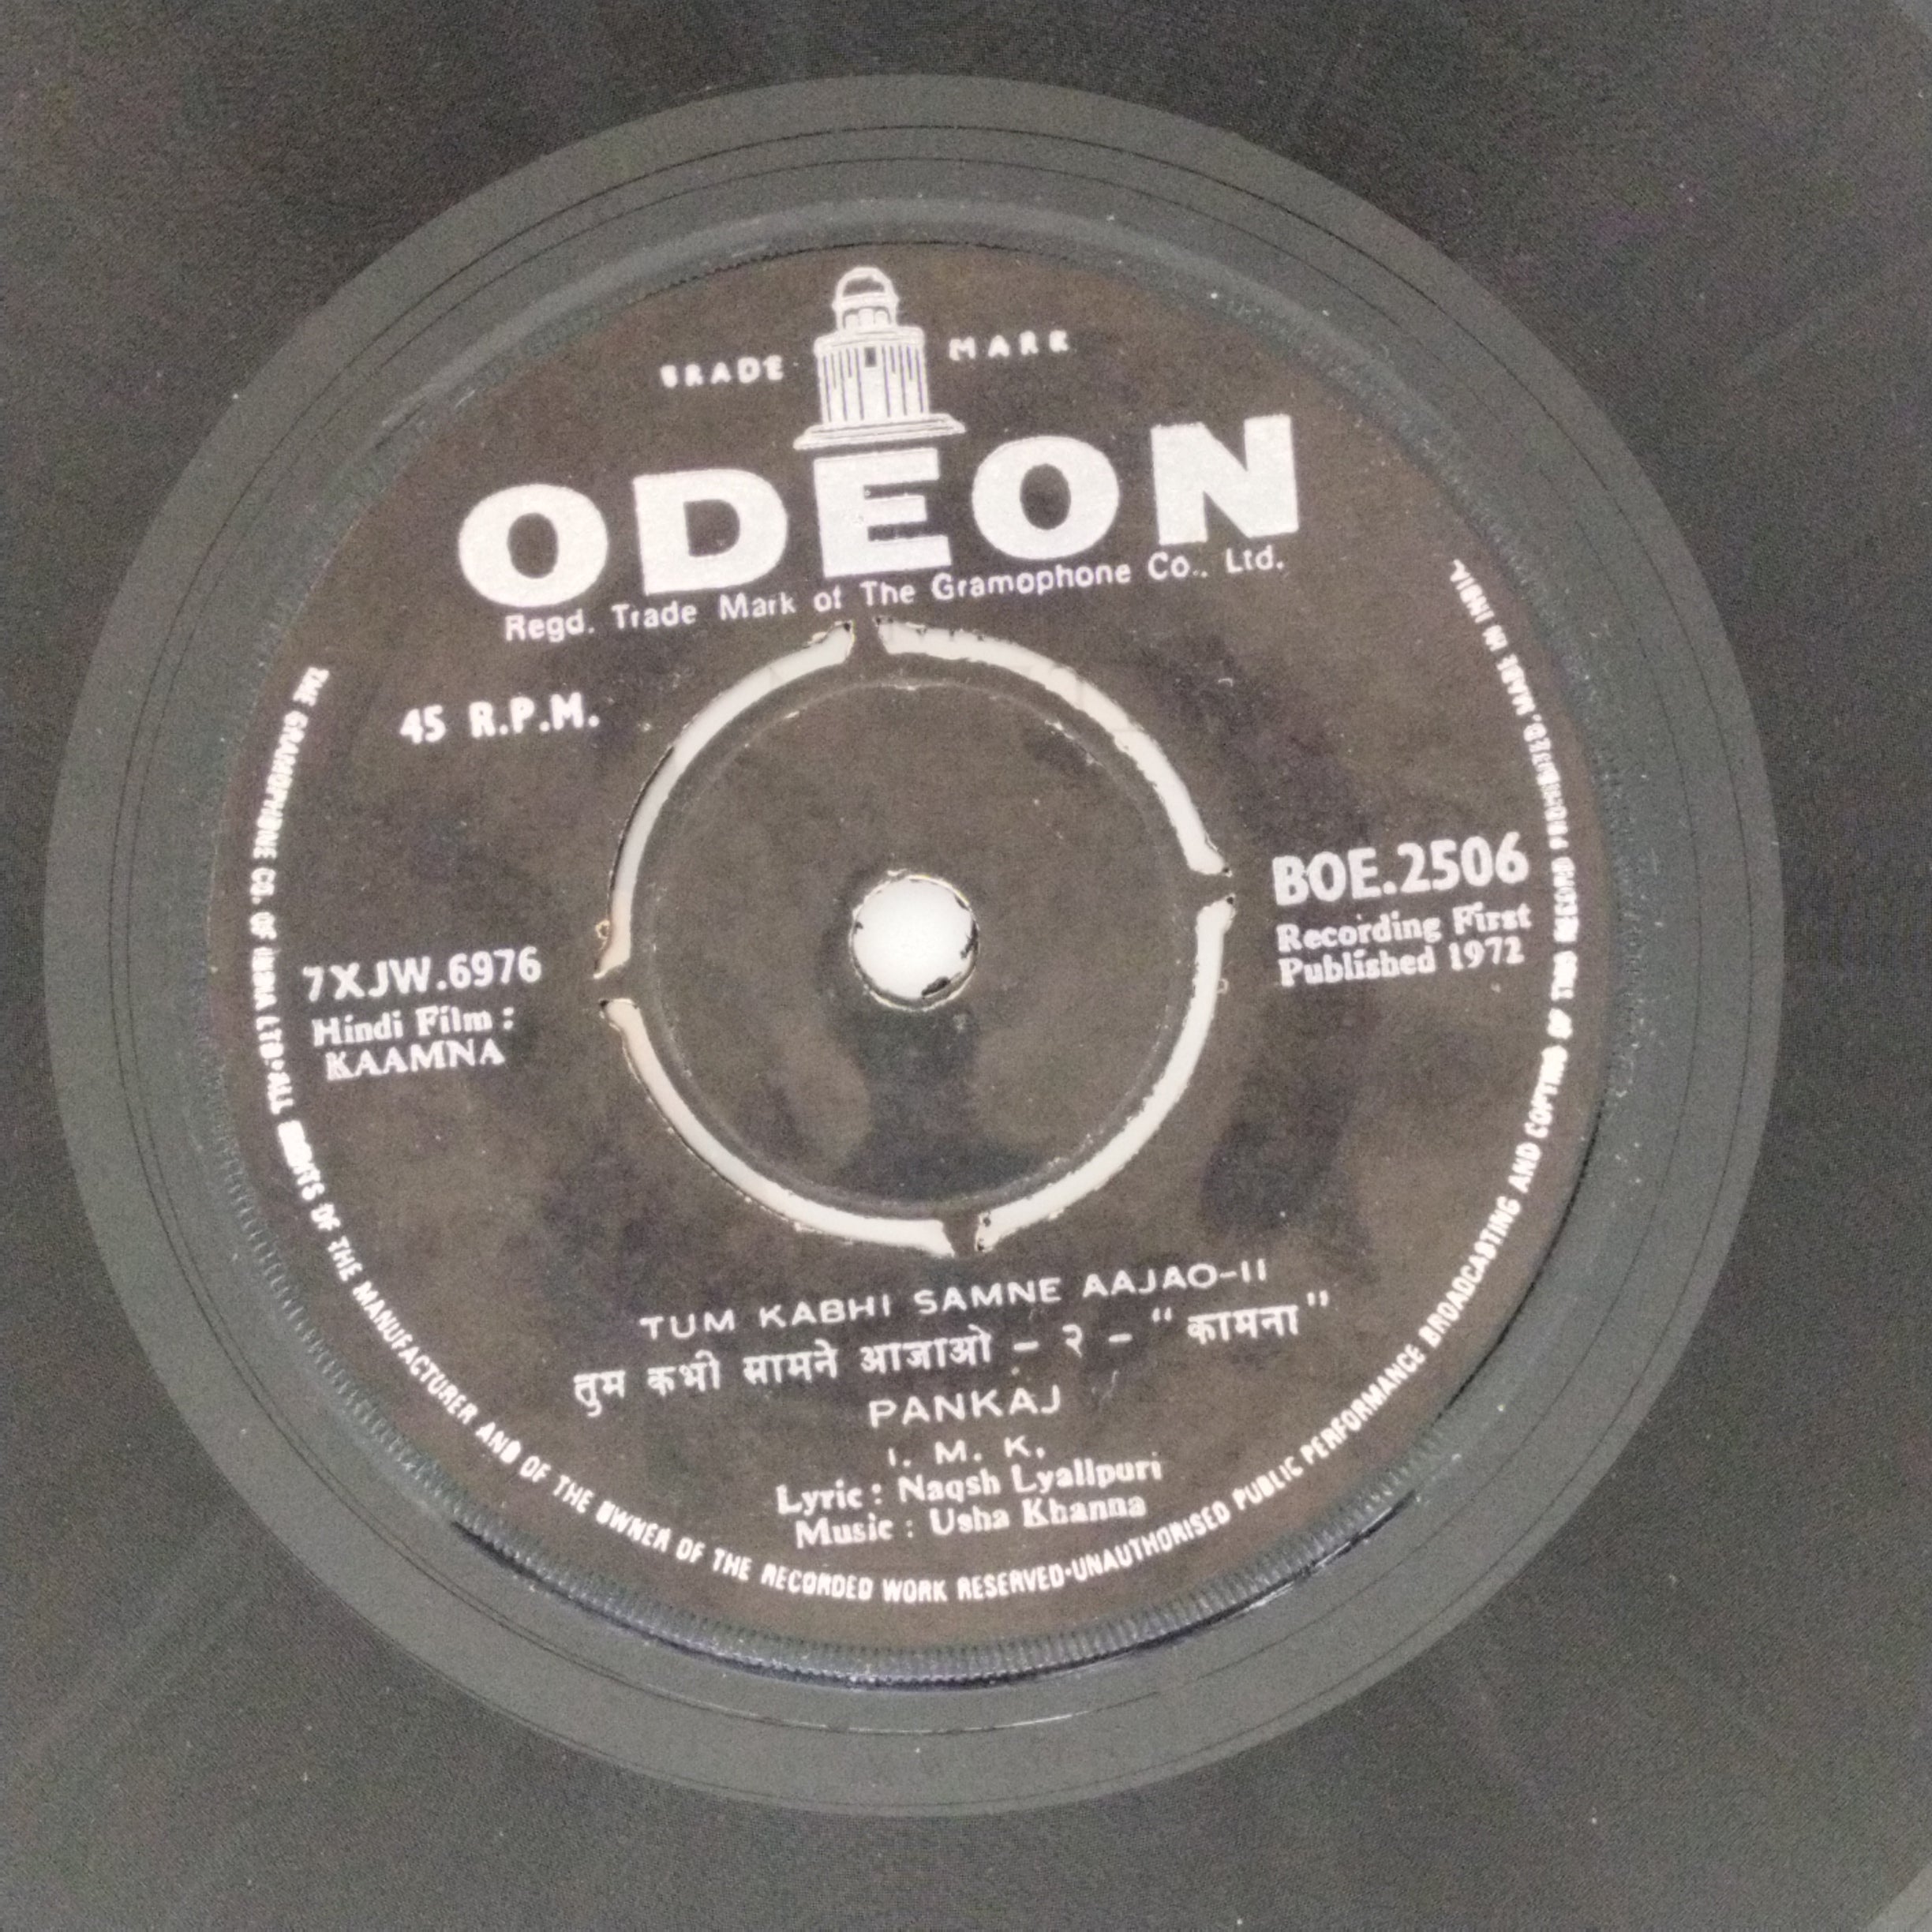 TRADE MARK
ODEON
Regd. Trade Mark of The Gramophone Co., Ltd.
45 R.P.M.
BOE.2506
Recording First
Published 1972
7XJW.6976
Hindi Film :
KAAMNA
TUM KABHI SAMNE AAJAO-II
तुम कभी सामने आजाओ - २ - “ कामना ”
PANKAJ
I. M. K.
Lyric : Naqsh Lyallpuri
Music : Usha Khanna
THE GRAMOPHONE CO. OF INDIA LTD·ALL RIGHTS OF THE MANUFACTURER AND OF THE OWNER OF THE RECORDED WORK RESERVED·UNAUTHORISED PUBLIC PERFORMANCE BROADCASTING AND COPYING OF THIS RECORD PROHIBITED. MADE IN INDIA